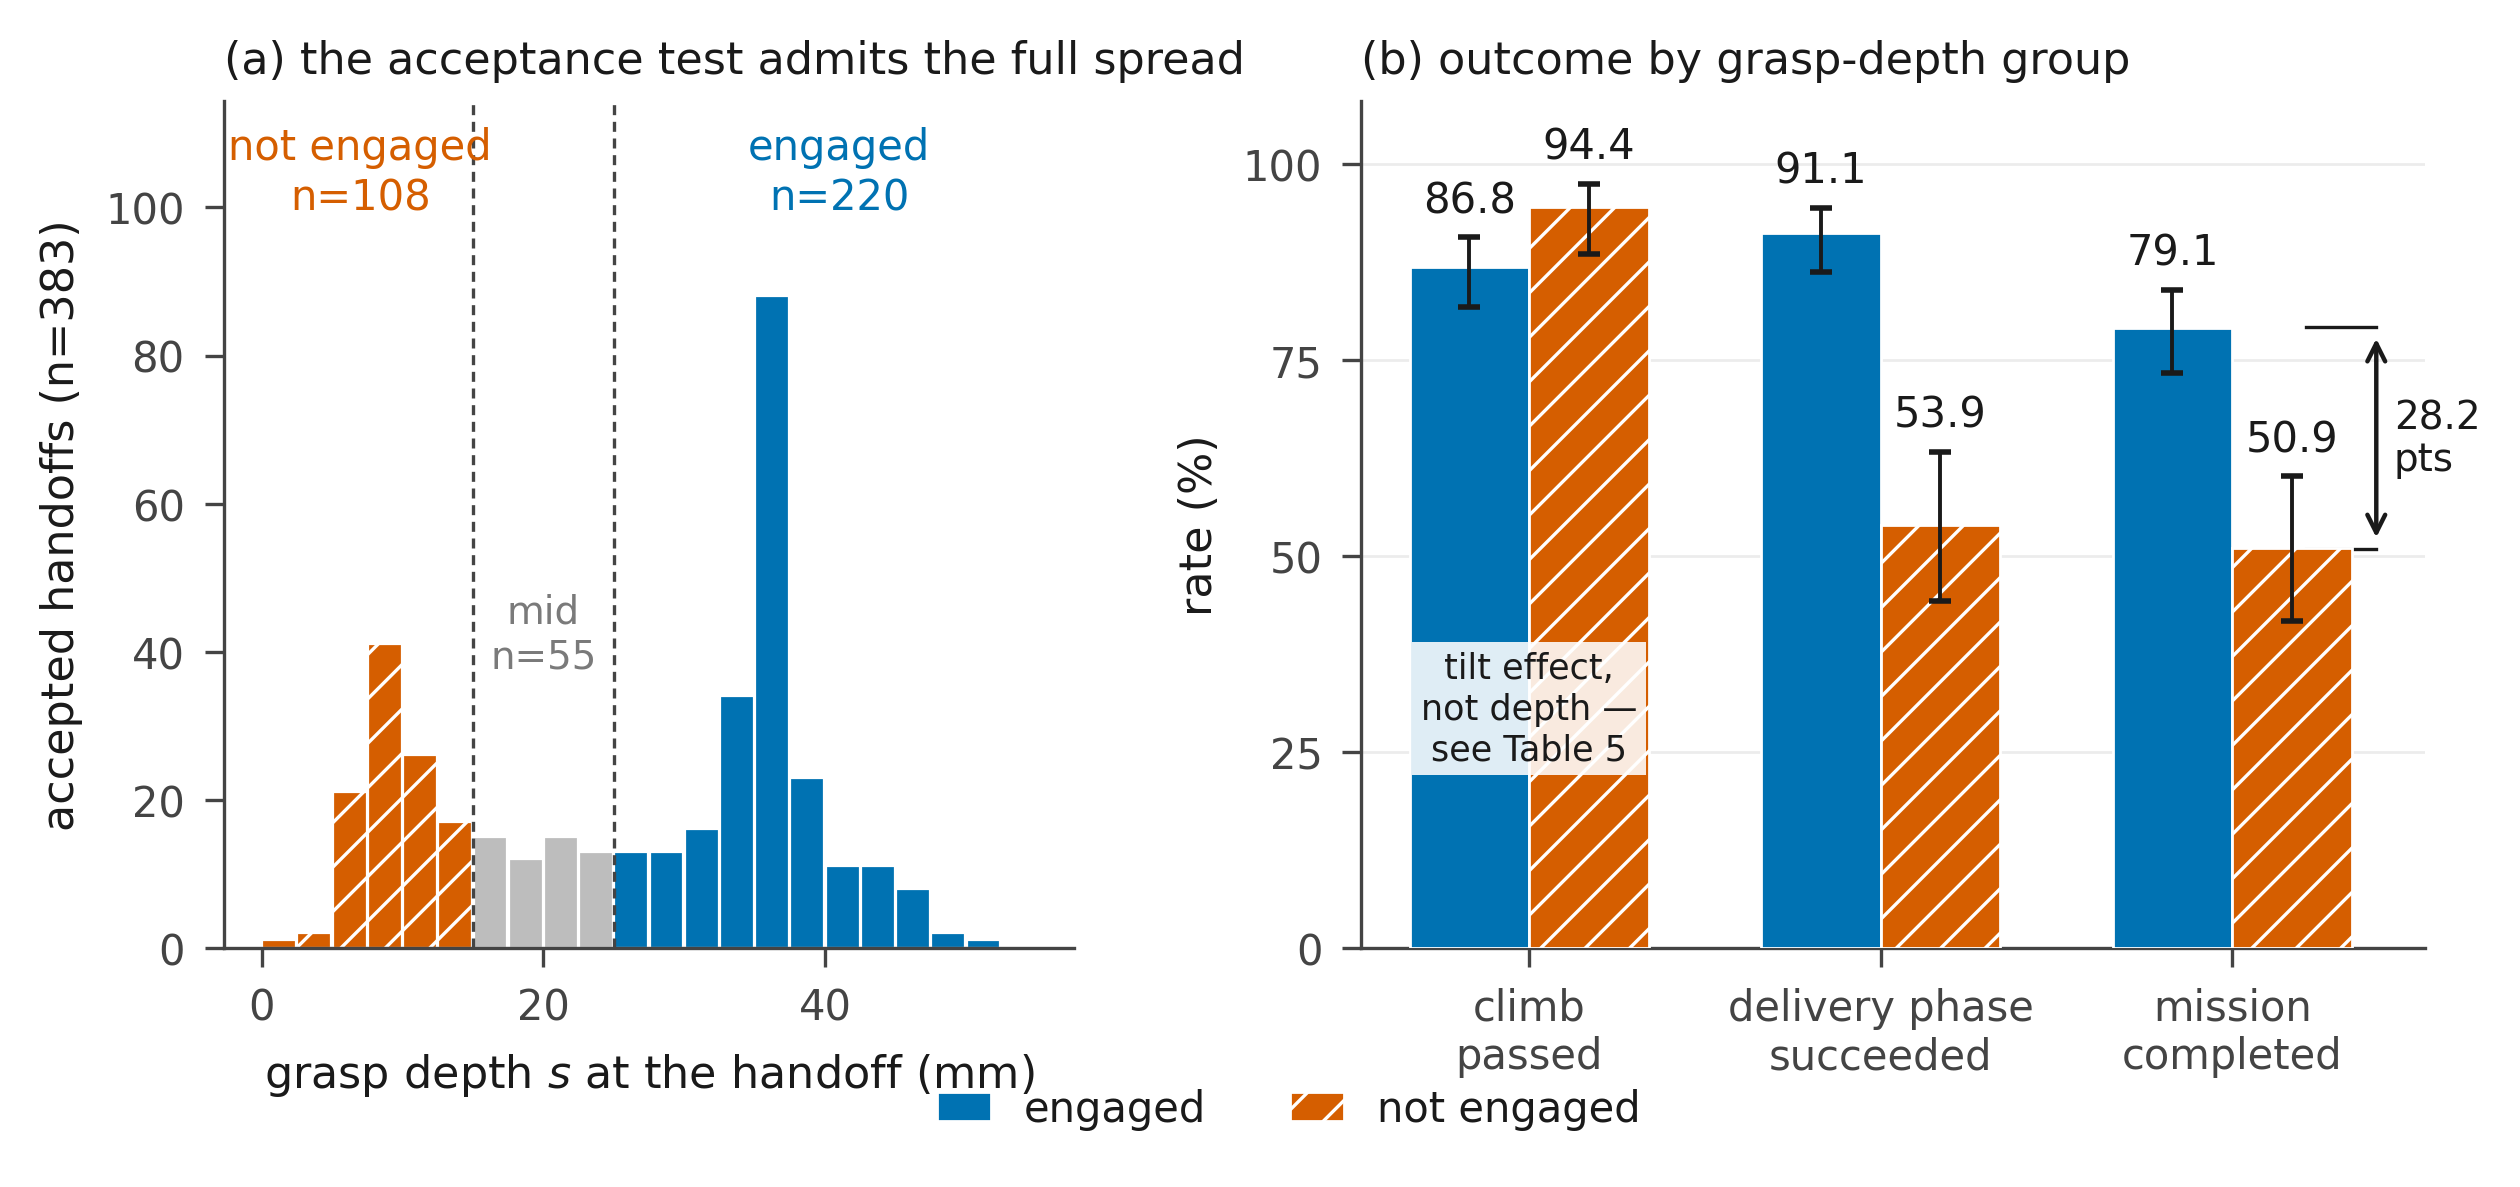 (a) the acceptance test admits the full spread
accepted handoffs (n=383)
100
80
60
40
20
0
not engaged
n=108
engaged
n=220
mid
n=55
0
20
40
grasp depth s at the handoff (mm)
(b) outcome by grasp-depth group
rate (%)
100
75
50
25
0
86.8
94.4
91.1
53.9
79.1
50.9
28.2
pts
tilt effect,
not depth —
see Table 5
climb
passed
delivery phase
succeeded
mission
completed
engaged
not engaged